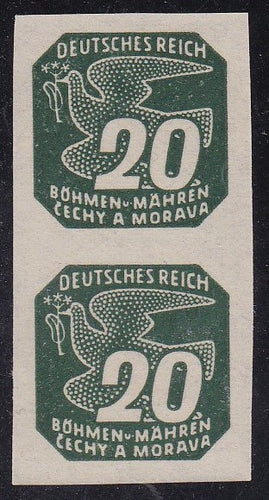 DEUTSCHES REICH
20
BÖHMEN u. MÄHREN
ČECHY A MORAVA
DEUTSCHES REICH
20
BÖHMEN u. MÄHREN
ČECHY A MORAVA